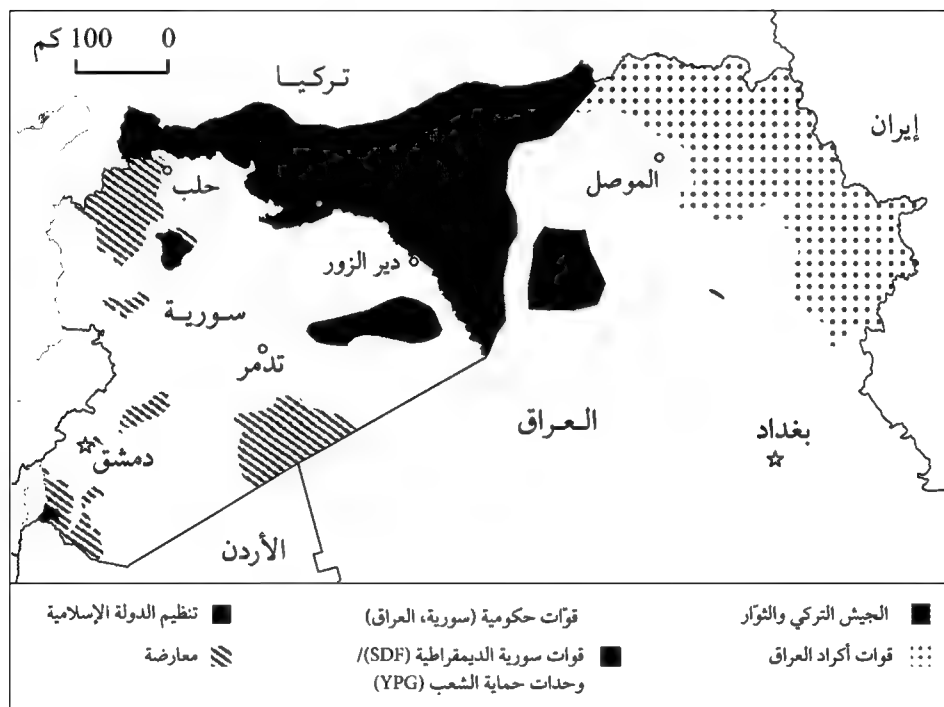 0 100 كم
تركيا
إيران
الموصل
حلب
دير الزور
سورية
تدمر
العراق
بغداد
دمشق
الأردن
الجيش التركي والثوّار
قوّات حكومية (سورية، العراق)
تنظيم الدولة الإسلامية
قوات أكراد العراق
قوات سورية الديمقراطية (SDF)/
وحدات حماية الشعب (YPG)
معارضة